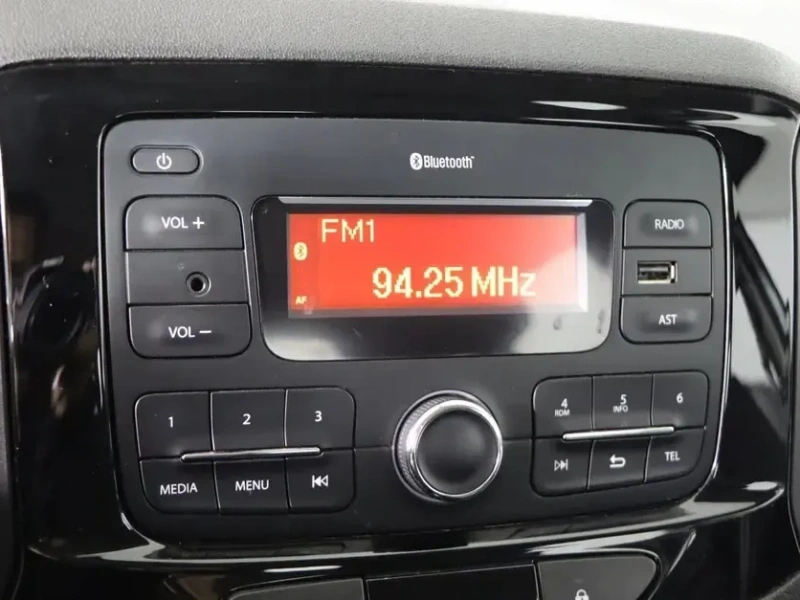 Bluetooth
VOL +
VOL −
FM1
94.25 MHz
AF
RADIO
AST
1
2
3
MEDIA
MENU
4
RDM
5
INFO
6
TEL